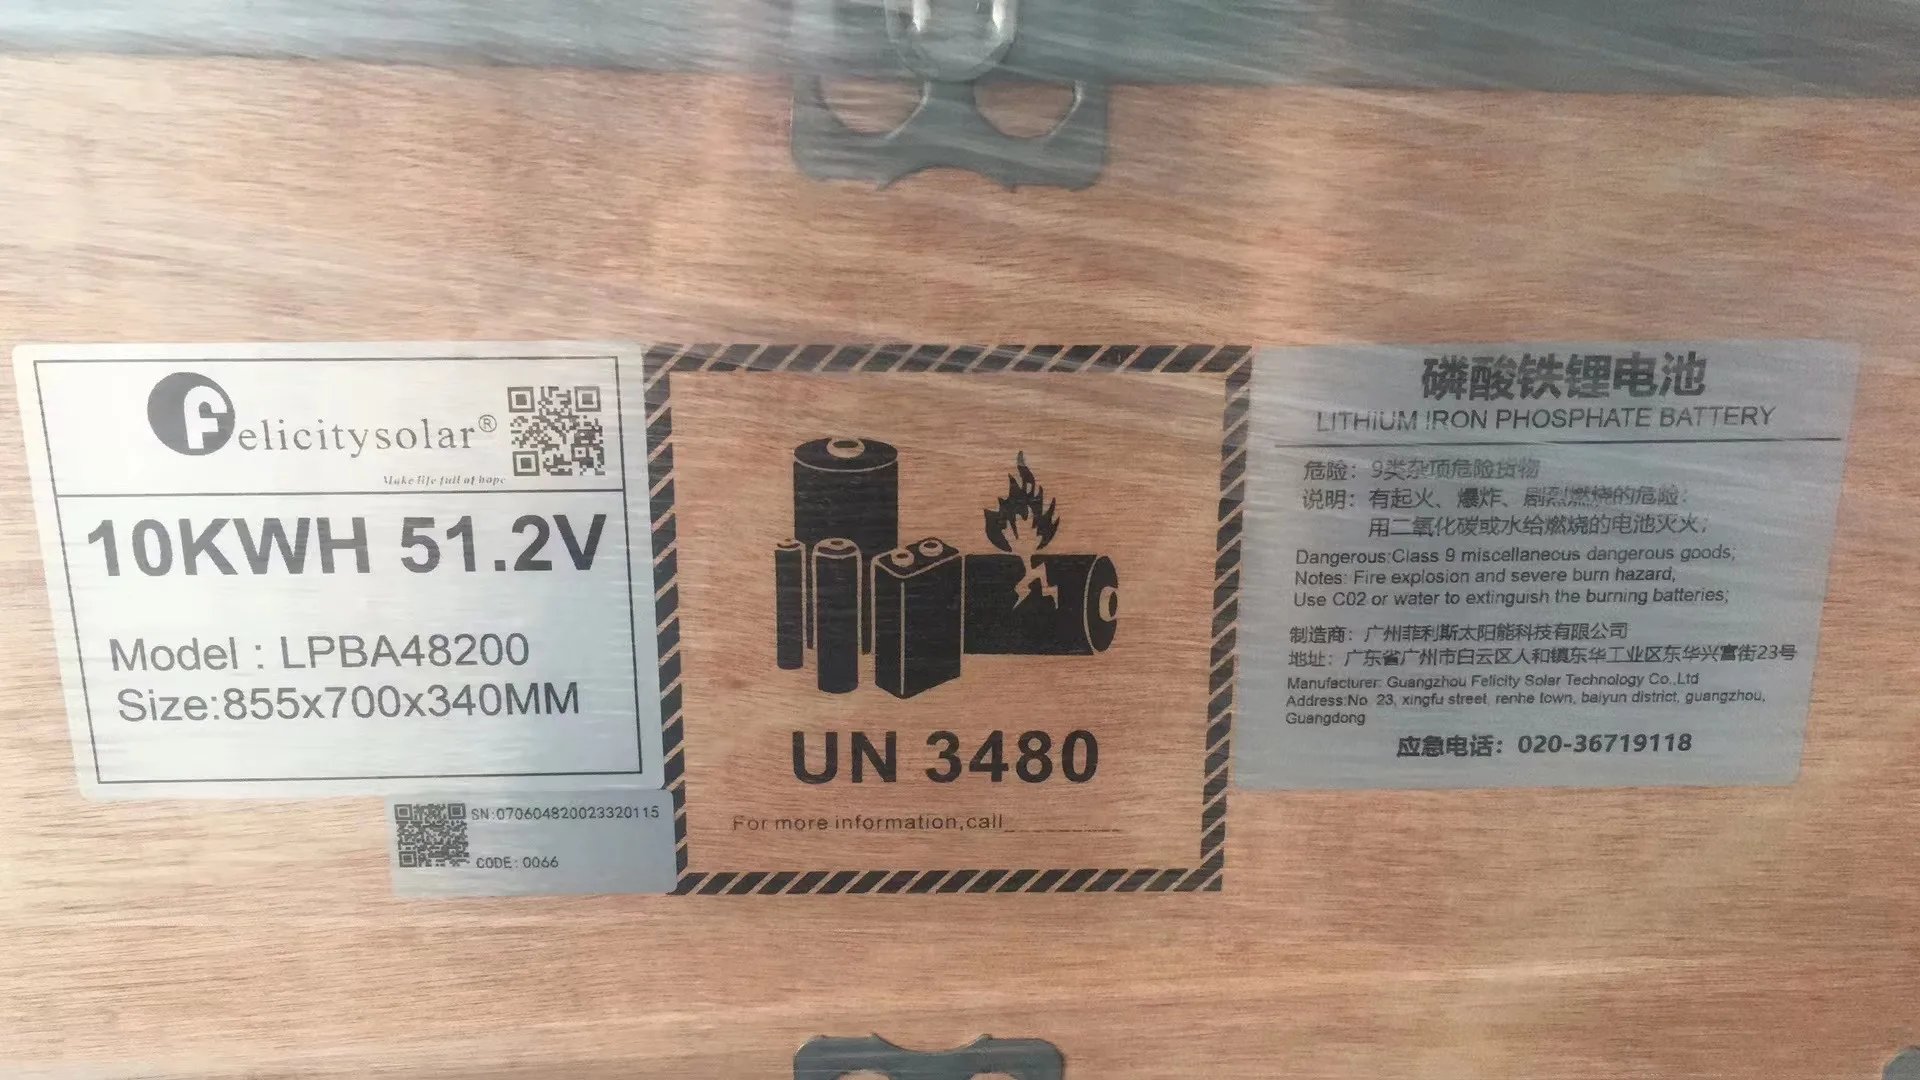 felicitysolar®
Make life full of hope
10KWH 51.2V
Model : LPBA48200
Size:855x700x340MM
SN:070604820023320115
CODE:0066
UN 3480
For more information,call
磷酸铁锂电池
LITHIUM IRON PHOSPHATE BATTERY
危险：9类杂项危险货物
说明：有起火、爆炸、剧烈燃烧的危险；
用二氧化碳或水给燃烧的电池灭火；
Dangerous:Class 9 miscellaneous dangerous goods;
Notes: Fire explosion and severe burn hazard,
Use C02 or water to extinguish the burning batteries;
制造商：广州菲利斯太阳能科技有限公司
地址：广东省广州市白云区人和镇东华工业区东华兴富街23号
Manufacturer: Guangzhou Felicity Solar Technology Co.,Ltd
Address:No 23, xingfu street, renhe town, baiyun district, guangzhou,
Guangdong
应急电话：020-36719118